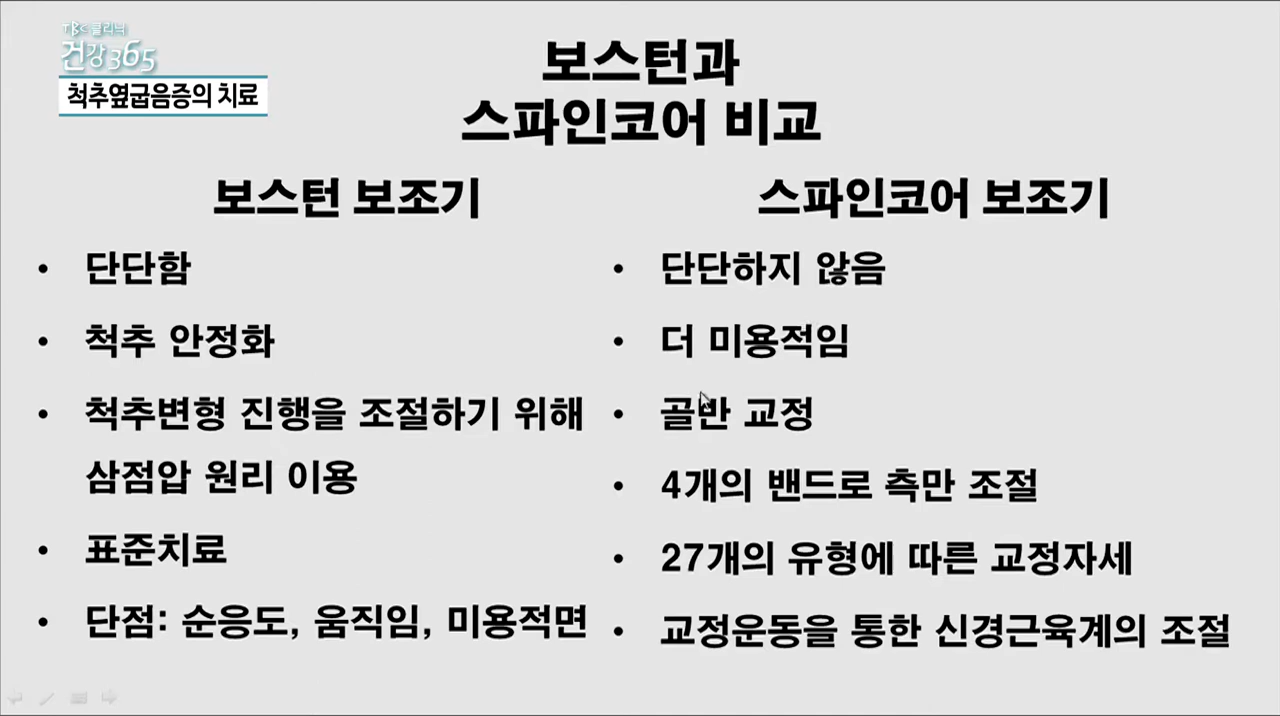 TBC 클리닉
건강365
척추옆굽음증의 치료
보스턴과
스파인코어 비교
보스턴 보조기
• 단단함
• 척추 안정화
• 척추변형 진행을 조절하기 위해
삼점압 원리 이용
• 표준치료
• 단점: 순응도, 움직임, 미용적면
스파인코어 보조기
• 단단하지 않음
• 더 미용적임
• 골반 교정
• 4개의 밴드로 측만 조절
• 27개의 유형에 따른 교정자세
• 교정운동을 통한 신경근육계의 조절